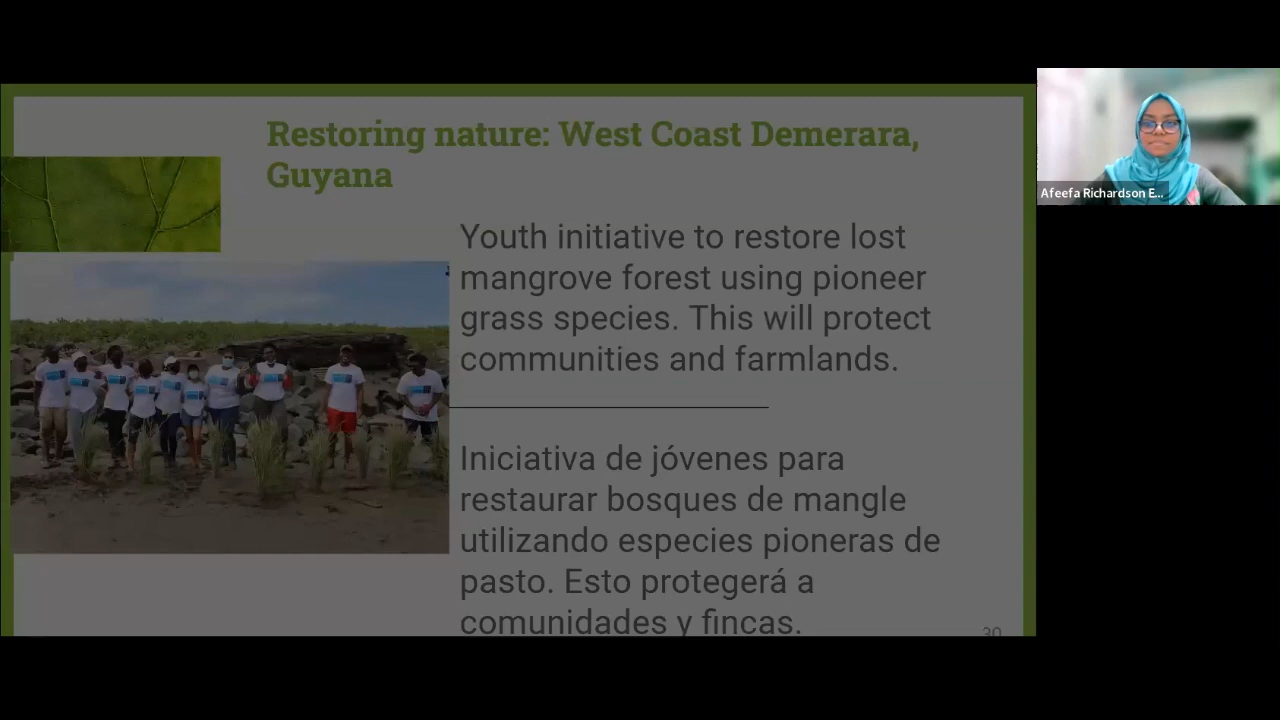 Restoring nature: West Coast Demerara,
Guyana
Youth initiative to restore lost
mangrove forest using pioneer
grass species. This will protect
communities and farmlands.
Iniciativa de jóvenes para
restaurar bosques de mangle
utilizando especies pioneras de
pasto. Esto protegerá a
comunidades y fincas.
30
Afeefa Richardson E...